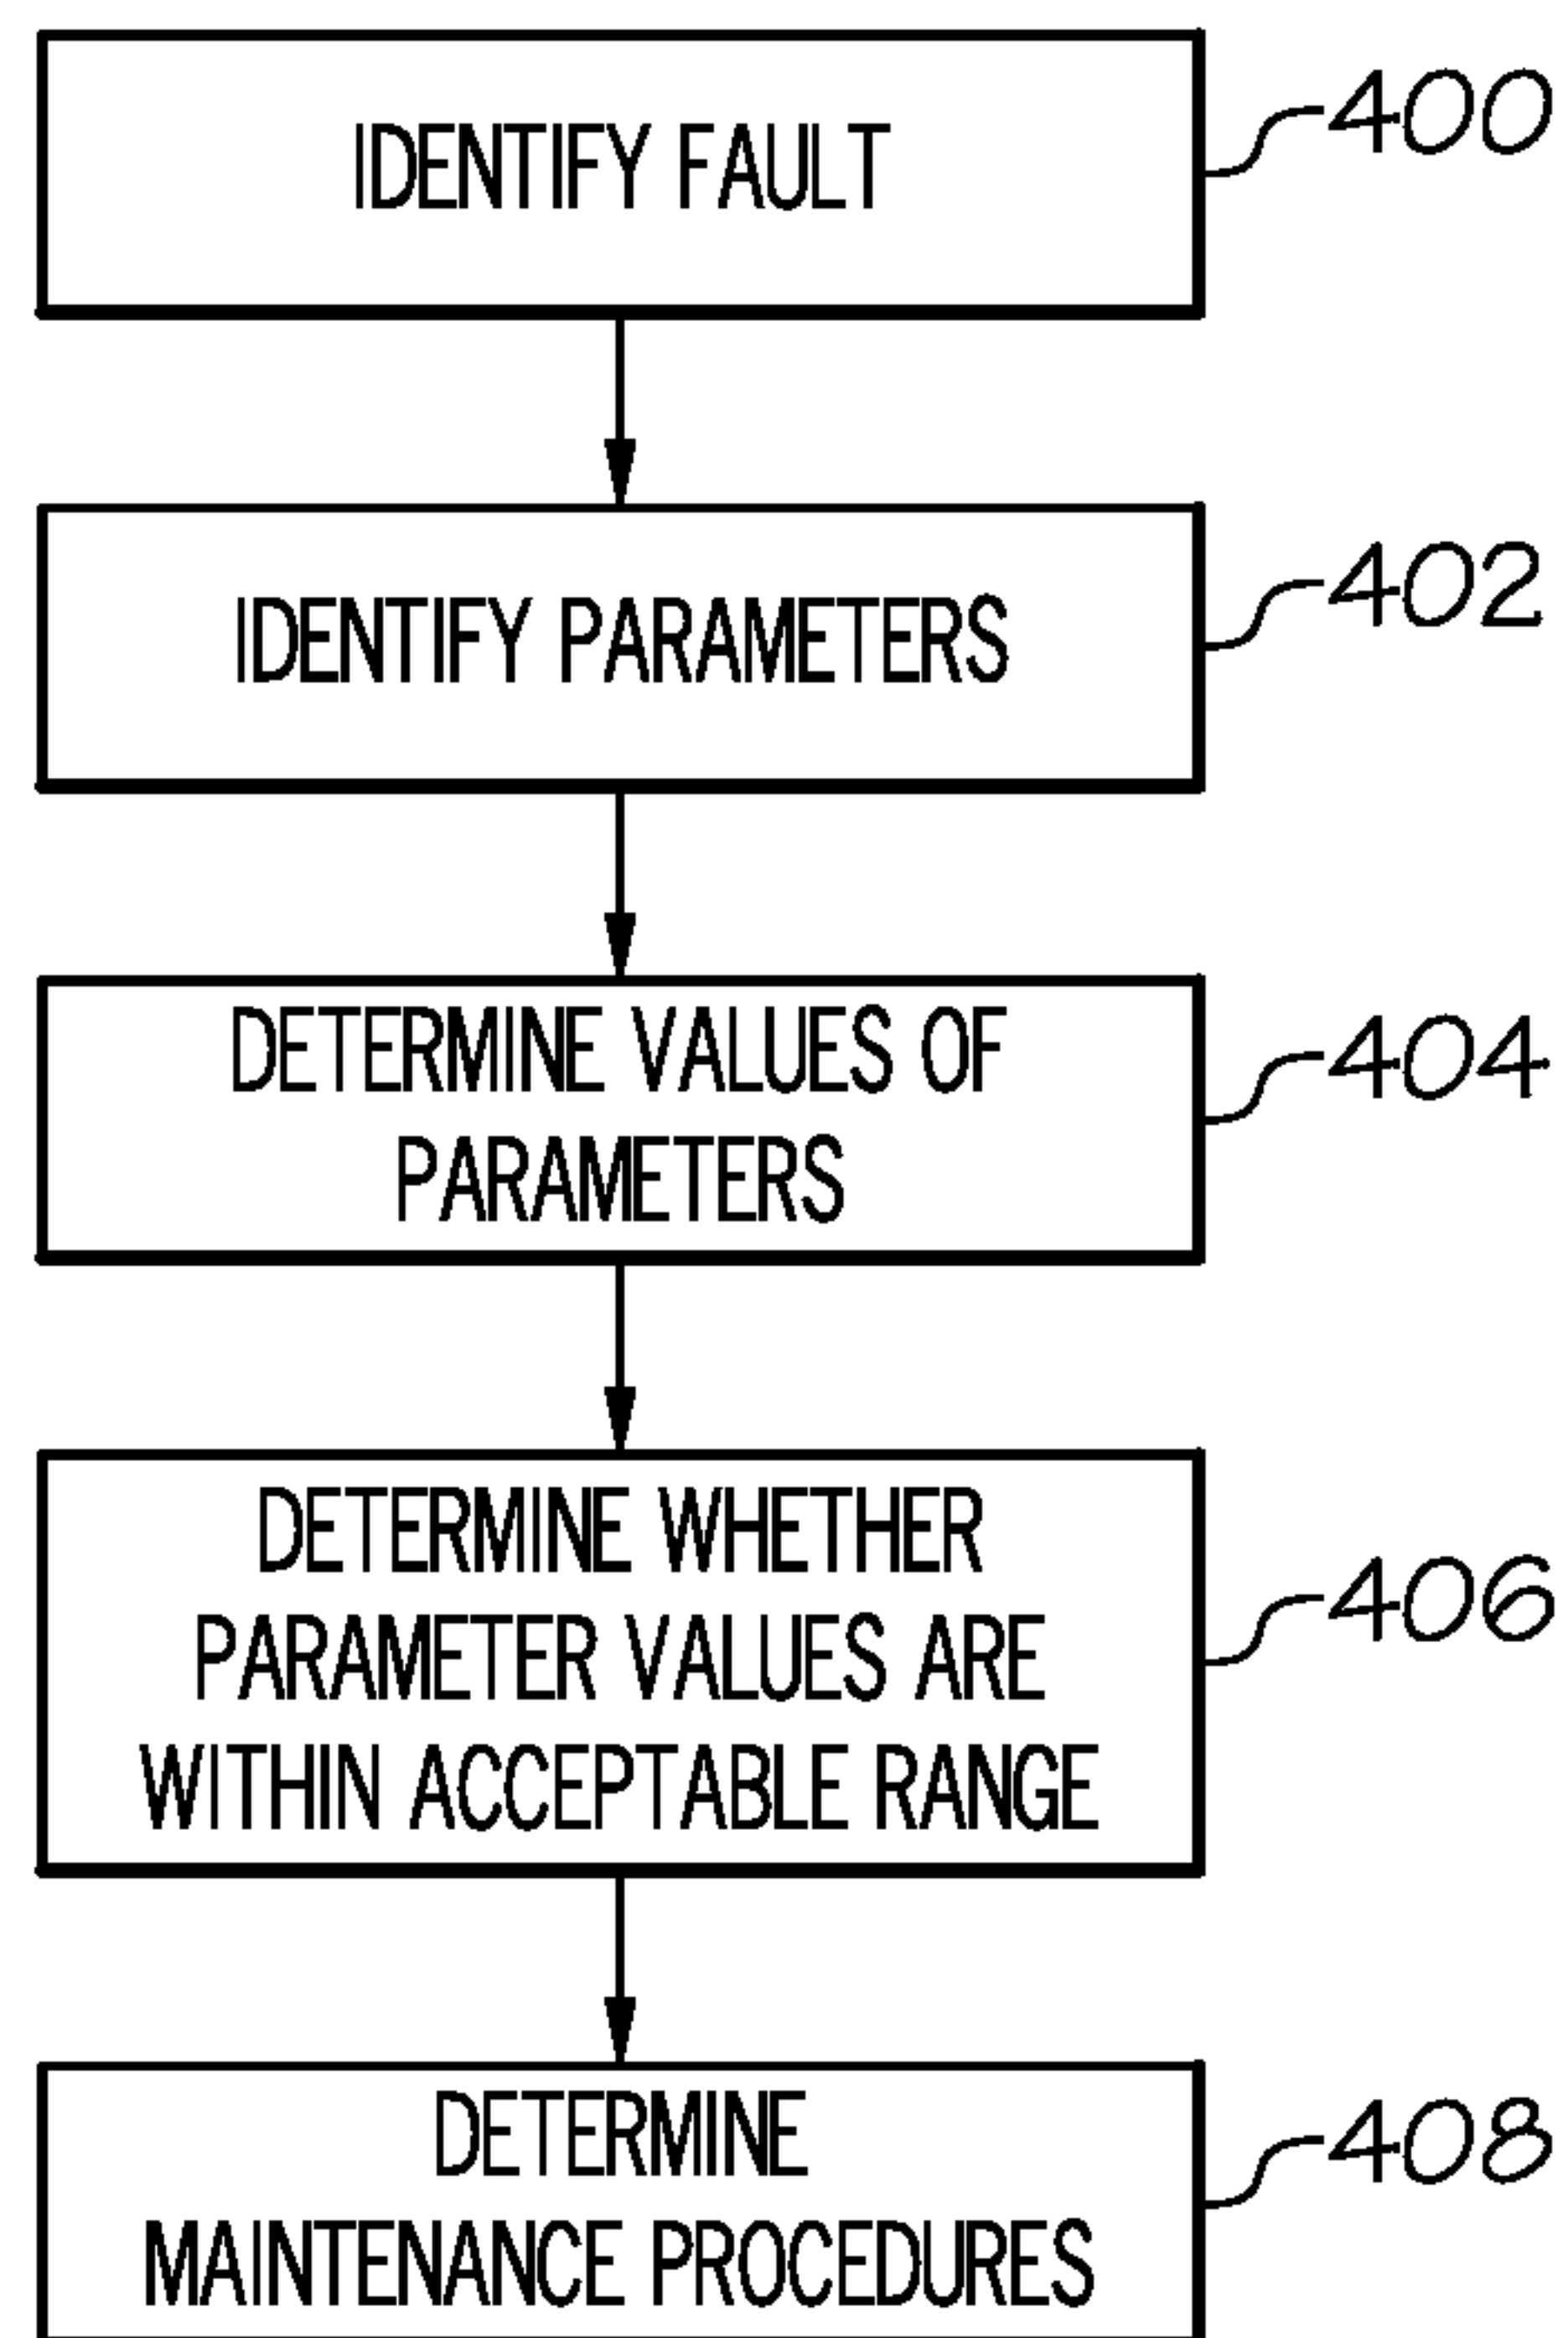 IDENTIFY FAULT
400
IDENTIFY PARAMETERS
402
DETERMINE VALUES OF
PARAMETERS
404
DETERMINE WHETHER
PARAMETER VALUES ARE
WITHIN ACCEPTABLE RANGE
406
DETERMINE
MAINTENANCE PROCEDURES
408